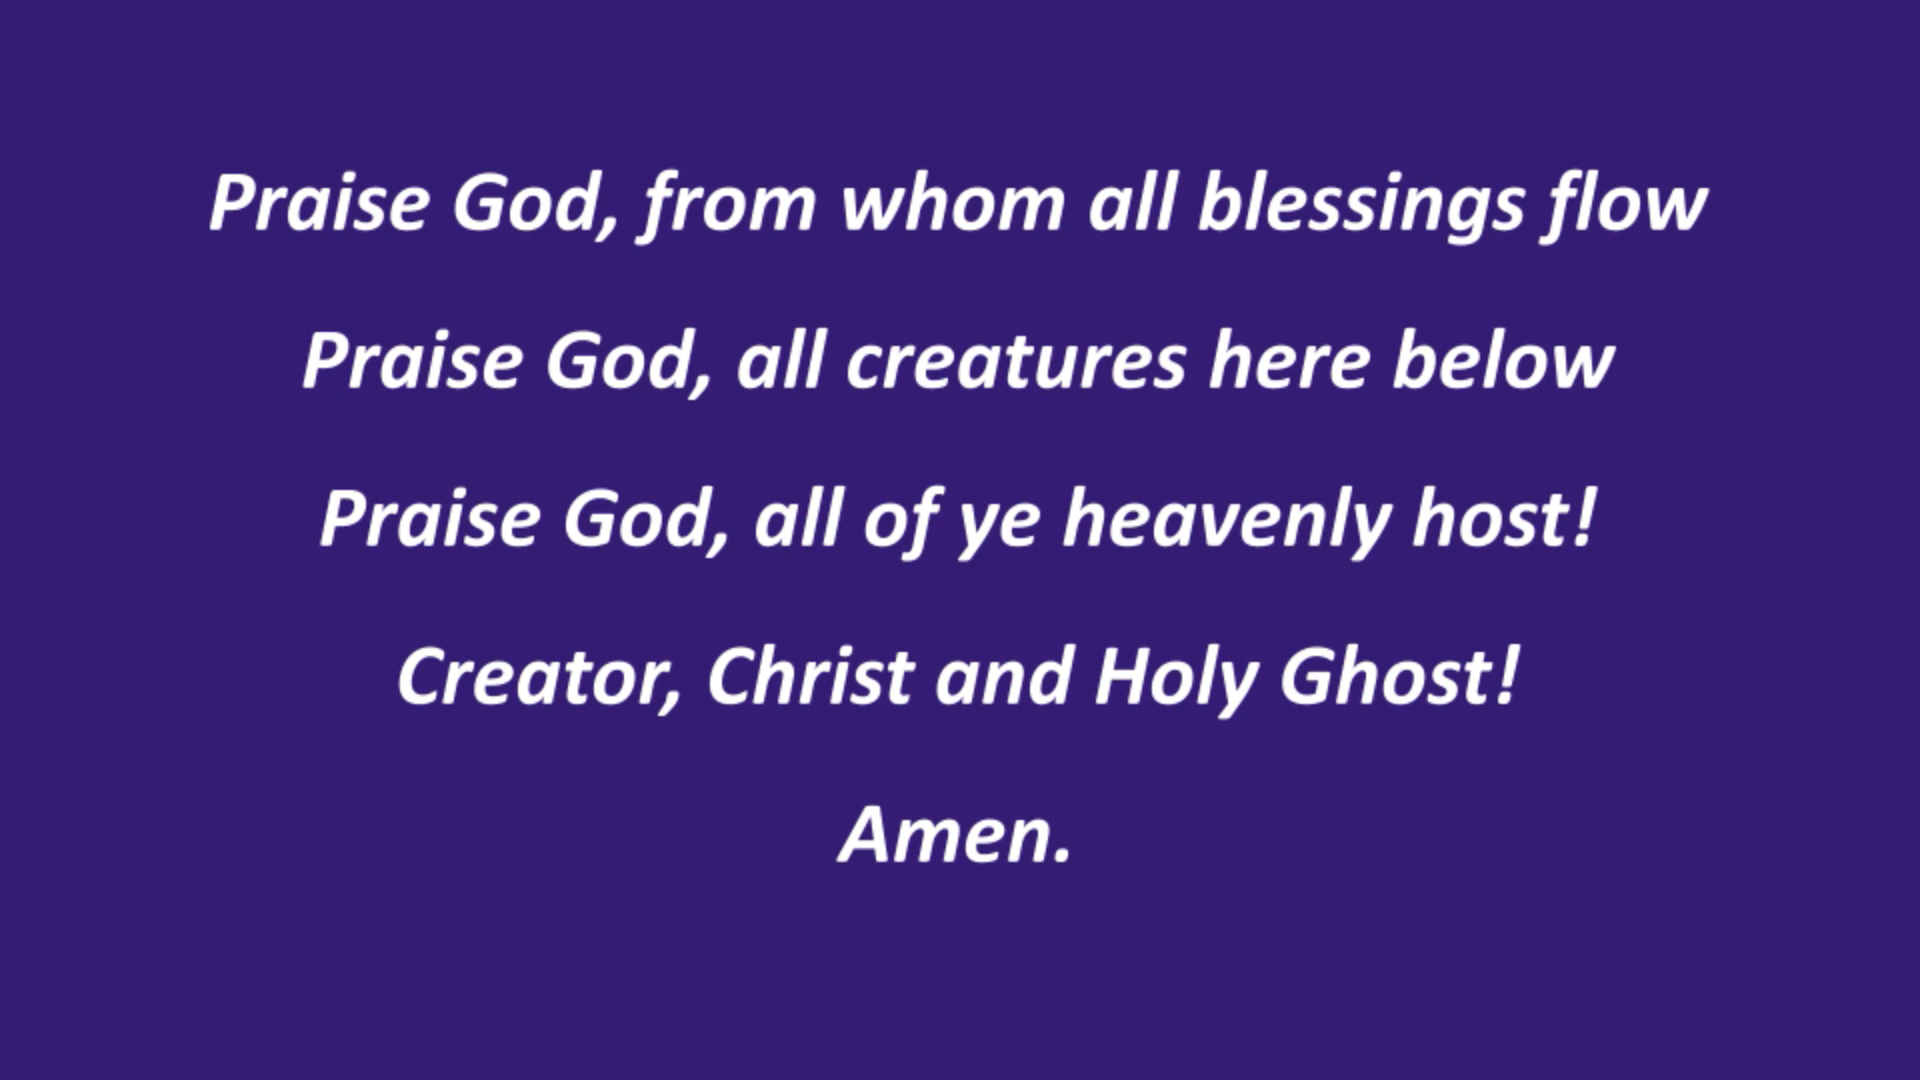 Praise God, from whom all blessings flow
Praise God, all creatures here below
Praise God, all of ye heavenly host!
Creator, Christ and Holy Ghost!
Amen.